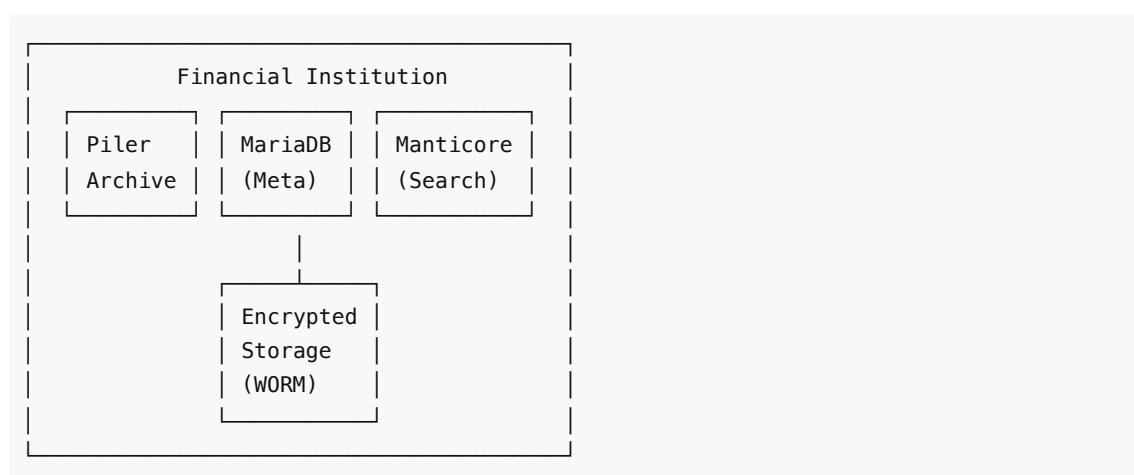 Financial Institution
Piler MariaDB Manticore
Archive (Meta) (Search)
Encrypted
Storage
(WORM)